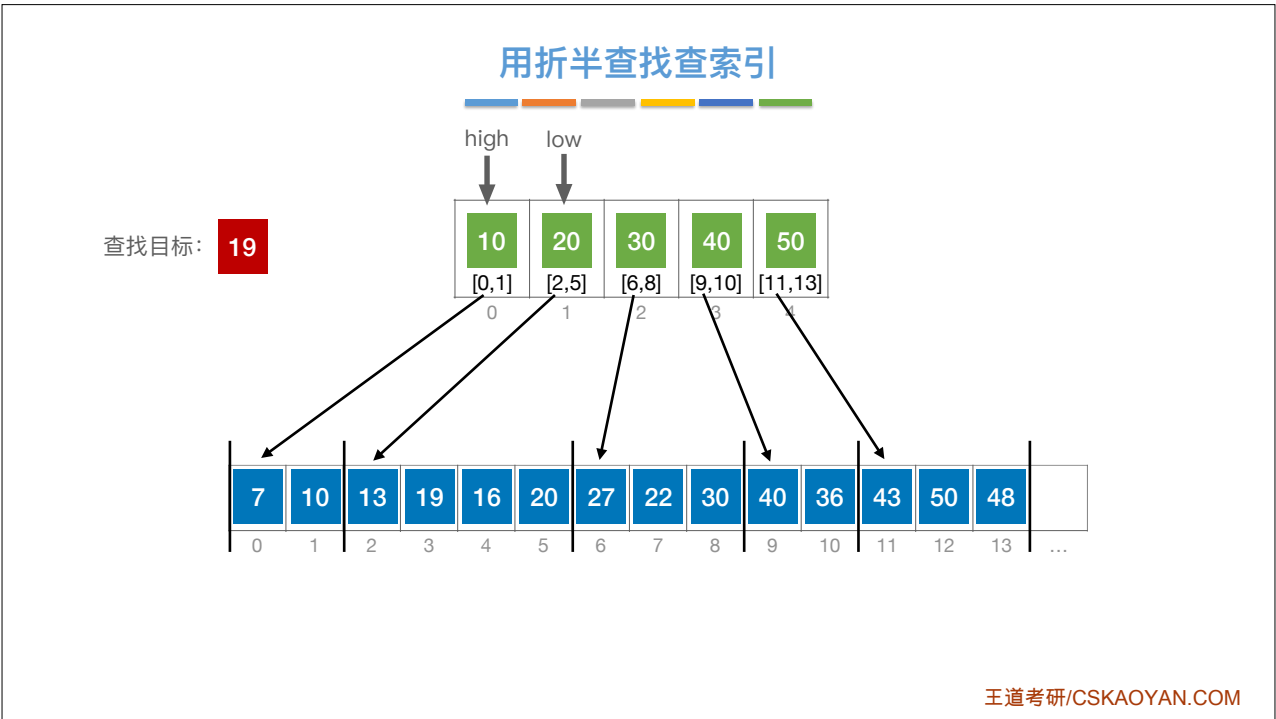 用折半查找查索引
high low
查找目标： 19
10 20 30 40 50
[0,1] [2,5] [6,8] [9,10] [11,13]
0 1 2 3 4
7 10 13 19 16 20 27 22 30 40 36 43 50 48
0 1 2 3 4 5 6 7 8 9 10 11 12 13 …
王道考研/CSKAOYAN.COM